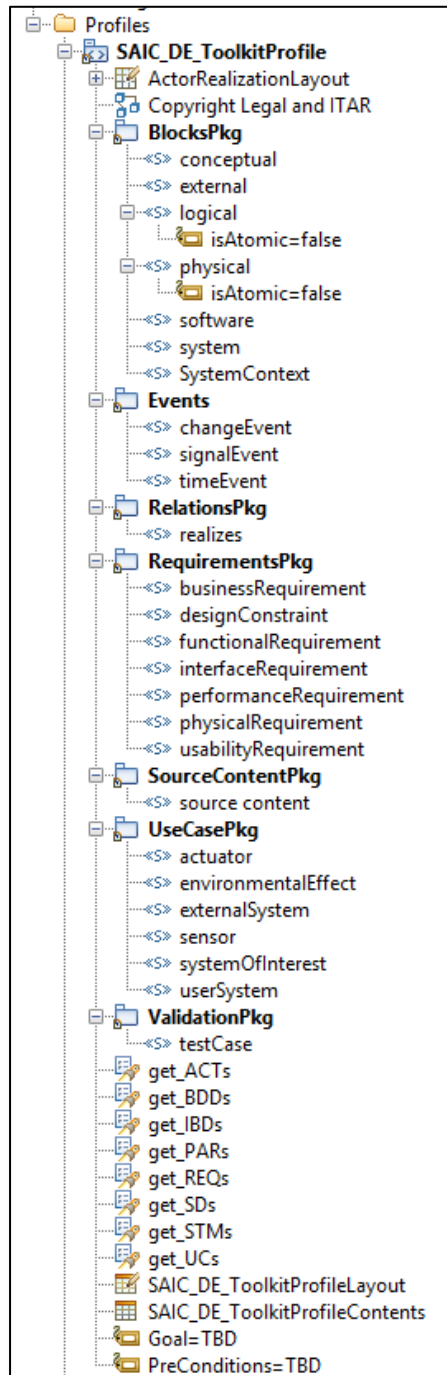 Profiles
SAIC_DE_ToolkitProfile
ActorRealizationLayout
Copyright Legal and ITAR
BlocksPkg
«S» conceptual
«S» external
«S» logical
isAtomic=false
«S» physical
isAtomic=false
«S» software
«S» system
«S» SystemContext
Events
«S» changeEvent
«S» signalEvent
«S» timeEvent
RelationsPkg
«S» realizes
RequirementsPkg
«S» businessRequirement
«S» designConstraint
«S» functionalRequirement
«S» interfaceRequirement
«S» performanceRequirement
«S» physicalRequirement
«S» usabilityRequirement
SourceContentPkg
«S» source content
UseCasePkg
«S» actuator
«S» environmentalEffect
«S» externalSystem
«S» sensor
«S» systemOfInterest
«S» userSystem
ValidationPkg
«S» testCase
get_ACTs
get_BDDs
get_IBDs
get_PARs
get_REQs
get_SDs
get_STMs
get_UCs
SAIC_DE_ToolkitProfileLayout
SAIC_DE_ToolkitProfileContents
Goal=TBD
PreConditions=TBD